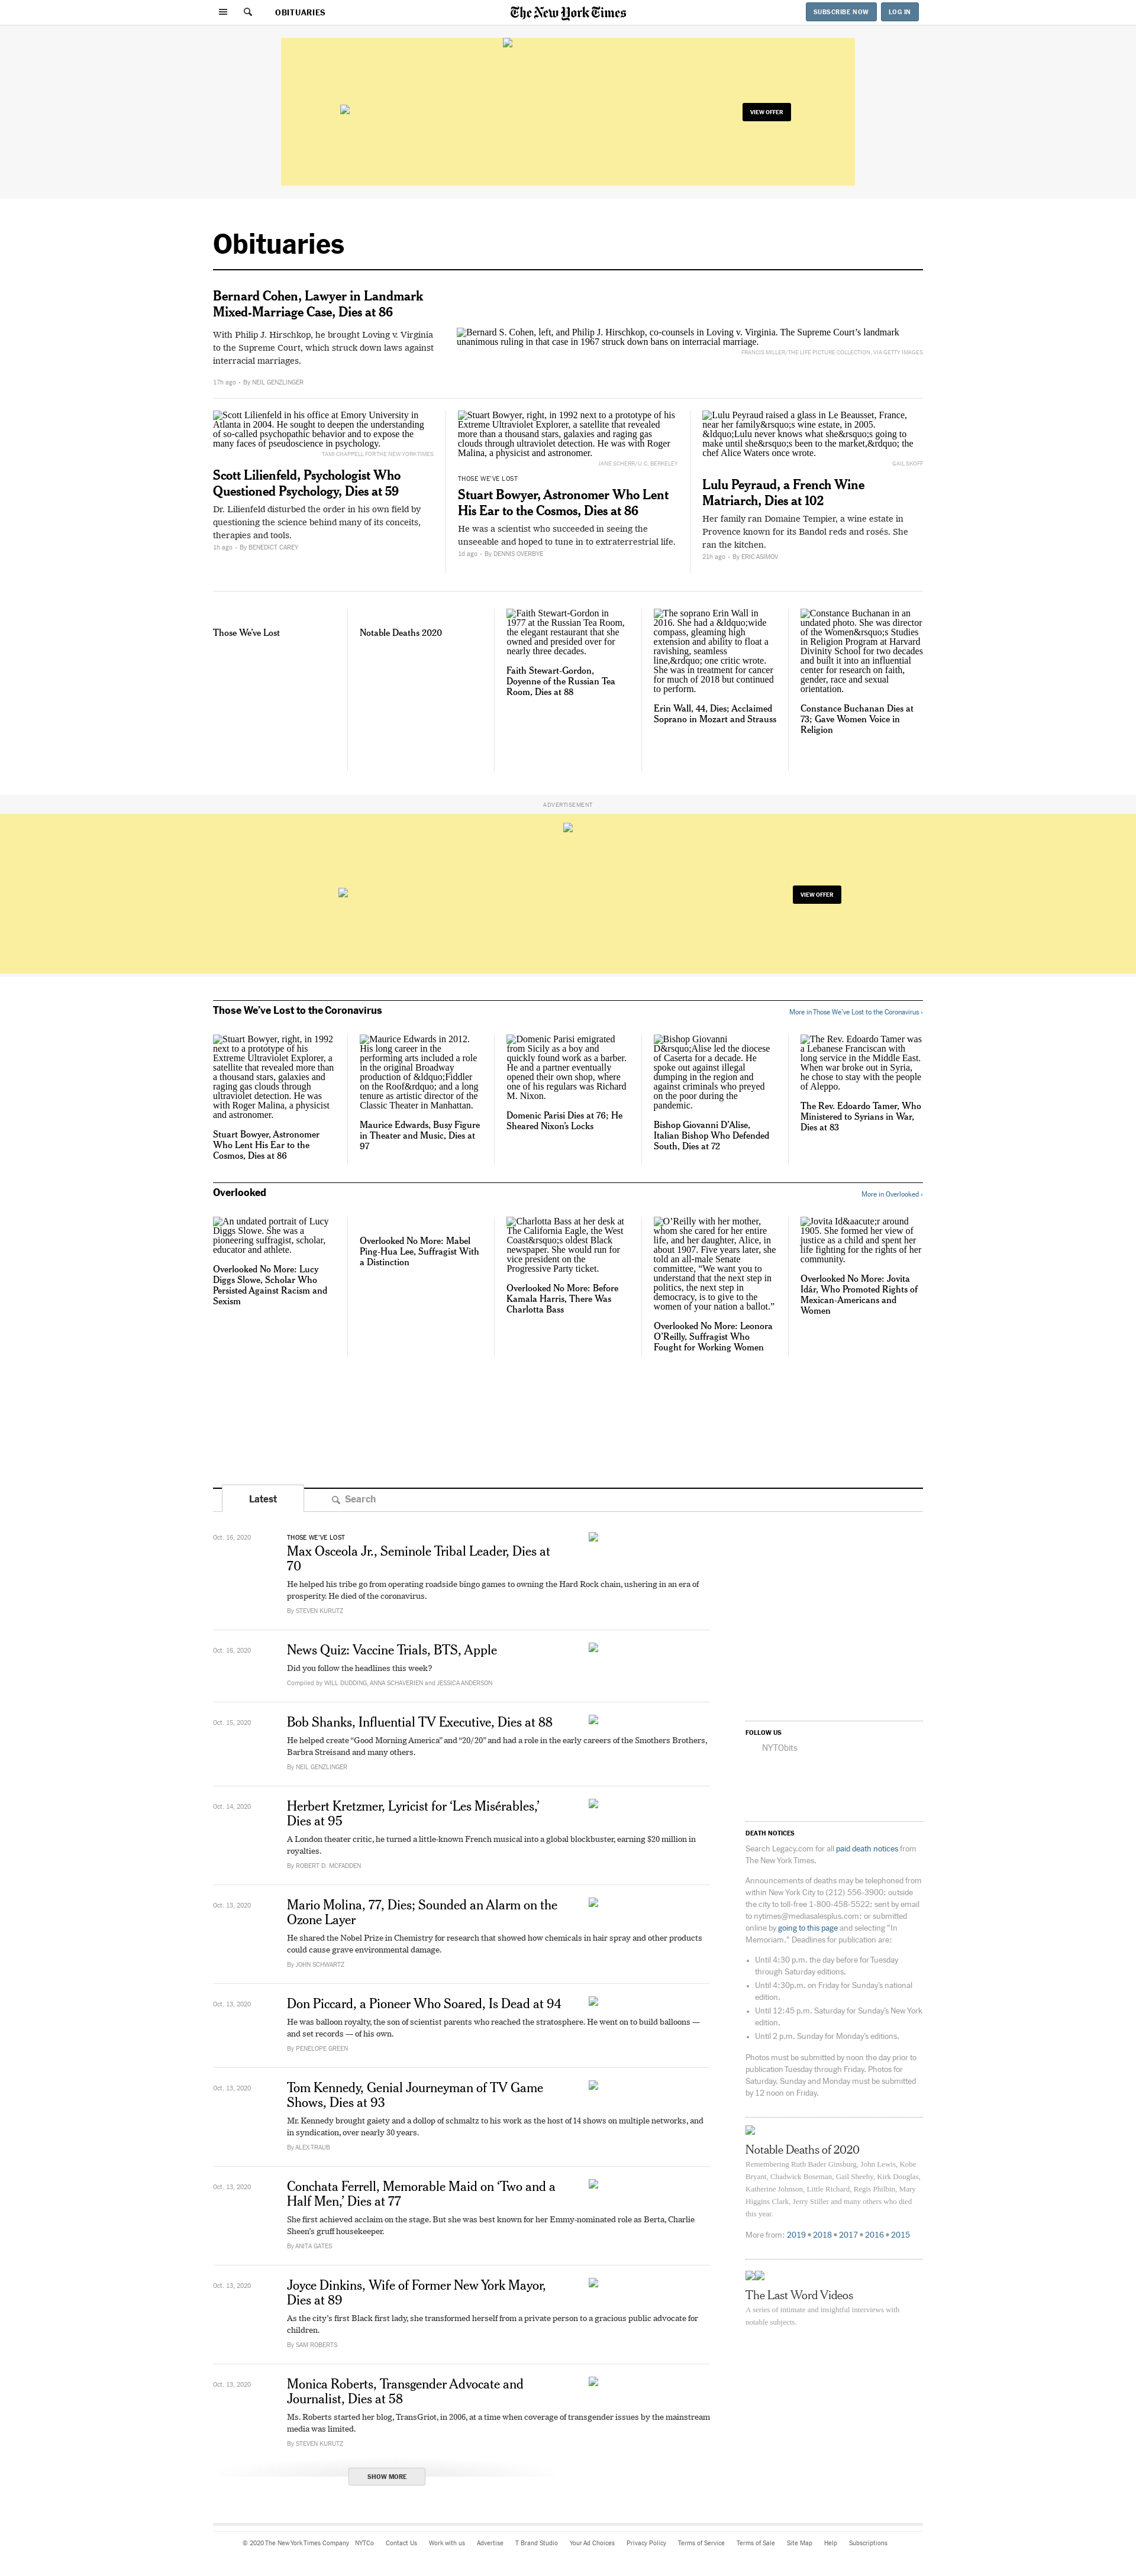 OBITUARIES
The New York Times
SUBSCRIBE NOW
LOG IN
VIEW OFFER
Obituaries
Bernard Cohen, Lawyer in Landmark
Mixed-Marriage Case, Dies at 86
With Philip J. Hirschkop, he brought Loving v. Virginia
to the Supreme Court, which struck down laws against
interracial marriages.
17h ago • By NEIL GENZLINGER
Bernard S. Cohen, left, and Philip J. Hirschkop, co-counsels in Loving v. Virginia. The Supreme Court’s landmark
unanimous ruling in that case in 1967 struck down bans on interracial marriage.
FRANCIS MILLER/THE LIFE PICTURE COLLECTION, VIA GETTY IMAGES
Scott Lilienfeld in his office at Emory University in
Atlanta in 2004. He sought to deepen the understanding
of so-called psychopathic behavior and to expose the
many faces of pseudoscience in psychology.
TAMI CHAPPELL FOR THE NEW YORK TIMES
Scott Lilienfeld, Psychologist Who
Questioned Psychology, Dies at 59
Dr. Lilienfeld disturbed the order in his own field by
questioning the science behind many of its conceits,
therapies and tools.
1h ago • By BENEDICT CAREY
Stuart Bowyer, right, in 1992 next to a prototype of his
Extreme Ultraviolet Explorer, a satellite that revealed
more than a thousand stars, galaxies and raging gas
clouds through ultraviolet detection. He was with Roger
Malina, a physicist and astronomer.
JANE SCHERR/U.C. BERKELEY
THOSE WE’VE LOST
Stuart Bowyer, Astronomer Who Lent
His Ear to the Cosmos, Dies at 86
He was a scientist who succeeded in seeing the
unseeable and hoped to tune in to extraterrestrial life.
1d ago • By DENNIS OVERBYE
Lulu Peyraud raised a glass in Le Beausset, France,
near her family&rsquo;s wine estate, in 2005.
&ldquo;Lulu never knows what she&rsquo;s going to
make until she&rsquo;s been to the market,&rdquo; the
chef Alice Waters once wrote.
GAIL SKOFF
Lulu Peyraud, a French Wine
Matriarch, Dies at 102
Her family ran Domaine Tempier, a wine estate in
Provence known for its Bandol reds and rosés. She
ran the kitchen.
21h ago • By ERIC ASIMOV
Those We’ve Lost
Notable Deaths 2020
Faith Stewart-Gordon in
1977 at the Russian Tea Room,
the elegant restaurant that she
owned and presided over for
nearly three decades.
Faith Stewart-Gordon,
Doyenne of the Russian Tea
Room, Dies at 88
The soprano Erin Wall in
2016. She had a &ldquo;wide
compass, gleaming high
extension and ability to float a
ravishing, seamless
line,&rdquo; one critic wrote.
She was in treatment for cancer
for much of 2018 but continued
to perform.
Erin Wall, 44, Dies; Acclaimed
Soprano in Mozart and Strauss
Constance Buchanan in an
undated photo. She was director
of the Women&rsquo;s Studies
in Religion Program at Harvard
Divinity School for two decades
and built it into an influential
center for research on faith,
gender, race and sexual
orientation.
Constance Buchanan Dies at
73; Gave Women Voice in
Religion
ADVERTISEMENT
VIEW OFFER
Those We’ve Lost to the Coronavirus
More in Those We’ve Lost to the Coronavirus ›
Stuart Bowyer, right, in 1992
next to a prototype of his
Extreme Ultraviolet Explorer, a
satellite that revealed more than
a thousand stars, galaxies and
raging gas clouds through
ultraviolet detection. He was
with Roger Malina, a physicist
and astronomer.
Stuart Bowyer, Astronomer
Who Lent His Ear to the
Cosmos, Dies at 86
Maurice Edwards in 2012.
His long career in the
performing arts included a role
in the original Broadway
production of &ldquo;Fiddler
on the Roof&rdquo; and a long
tenure as artistic director of the
Classic Theater in Manhattan.
Maurice Edwards, Busy Figure
in Theater and Music, Dies at
97
Domenic Parisi emigrated
from Sicily as a boy and
quickly found work as a barber.
He and a partner eventually
opened their own shop, where
one of his regulars was Richard
M. Nixon.
Domenic Parisi Dies at 76; He
Sheared Nixon’s Locks
Bishop Giovanni
D&rsquo;Alise led the diocese
of Caserta for a decade. He
spoke out against illegal
dumping in the region and
against criminals who preyed
on the poor during the
pandemic.
Bishop Giovanni D’Alise,
Italian Bishop Who Defended
South, Dies at 72
The Rev. Edoardo Tamer was
a Lebanese Franciscan with
long service in the Middle East.
When war broke out in Syria,
he chose to stay with the people
of Aleppo.
The Rev. Edoardo Tamer, Who
Ministered to Syrians in War,
Dies at 83
Overlooked
More in Overlooked ›
An undated portrait of Lucy
Diggs Slowe. She was a
pioneering suffragist, scholar,
educator and athlete.
Overlooked No More: Lucy
Diggs Slowe, Scholar Who
Persisted Against Racism and
Sexism
Overlooked No More: Mabel
Ping-Hua Lee, Suffragist With
a Distinction
Charlotta Bass at her desk at
The California Eagle, the West
Coast&rsquo;s oldest Black
newspaper. She would run for
vice president on the
Progressive Party ticket.
Overlooked No More: Before
Kamala Harris, There Was
Charlotta Bass
O’Reilly with her mother,
whom she cared for her entire
life, and her daughter, Alice, in
about 1907. Five years later, she
told an all-male Senate
committee, “We want you to
understand that the next step in
politics, the next step in
democracy, is to give to the
women of your nation a ballot.”
Overlooked No More: Leonora
O’Reilly, Suffragist Who
Fought for Working Women
Jovita Id&aacute;r around
1905. She formed her view of
justice as a child and spent her
life fighting for the rights of her
community.
Overlooked No More: Jovita
Idár, Who Promoted Rights of
Mexican-Americans and
Women
Latest
Search
Oct. 16, 2020
THOSE WE’VE LOST
Max Osceola Jr., Seminole Tribal Leader, Dies at
70
He helped his tribe go from operating roadside bingo games to owning the Hard Rock chain, ushering in an era of
prosperity. He died of the coronavirus.
By STEVEN KURUTZ
Oct. 16, 2020
News Quiz: Vaccine Trials, BTS, Apple
Did you follow the headlines this week?
Compiled by WILL DUDDING, ANNA SCHAVERIEN and JESSICA ANDERSON
Oct. 15, 2020
Bob Shanks, Influential TV Executive, Dies at 88
He helped create “Good Morning America” and “20/20” and had a role in the early careers of the Smothers Brothers,
Barbra Streisand and many others.
By NEIL GENZLINGER
Oct. 14, 2020
Herbert Kretzmer, Lyricist for ‘Les Misérables,’
Dies at 95
A London theater critic, he turned a little-known French musical into a global blockbuster, earning $20 million in
royalties.
By ROBERT D. MCFADDEN
Oct. 13, 2020
Mario Molina, 77, Dies; Sounded an Alarm on the
Ozone Layer
He shared the Nobel Prize in Chemistry for research that showed how chemicals in hair spray and other products
could cause grave environmental damage.
By JOHN SCHWARTZ
Oct. 13, 2020
Don Piccard, a Pioneer Who Soared, Is Dead at 94
He was balloon royalty, the son of scientist parents who reached the stratosphere. He went on to build balloons —
and set records — of his own.
By PENELOPE GREEN
Oct. 13, 2020
Tom Kennedy, Genial Journeyman of TV Game
Shows, Dies at 93
Mr. Kennedy brought gaiety and a dollop of schmaltz to his work as the host of 14 shows on multiple networks, and
in syndication, over nearly 30 years.
By ALEX TRAUB
Oct. 13, 2020
Conchata Ferrell, Memorable Maid on ‘Two and a
Half Men,’ Dies at 77
She first achieved acclaim on the stage. But she was best known for her Emmy-nominated role as Berta, Charlie
Sheen’s gruff housekeeper.
By ANITA GATES
Oct. 13, 2020
Joyce Dinkins, Wife of Former New York Mayor,
Dies at 89
As the city’s first Black first lady, she transformed herself from a private person to a gracious public advocate for
children.
By SAM ROBERTS
Oct. 13, 2020
Monica Roberts, Transgender Advocate and
Journalist, Dies at 58
Ms. Roberts started her blog, TransGriot, in 2006, at a time when coverage of transgender issues by the mainstream
media was limited.
By STEVEN KURUTZ
SHOW MORE
FOLLOW US
NYTObits
DEATH NOTICES
Search Legacy.com for all paid death notices from
The New York Times.
Announcements of deaths may be telephoned from
within New York City to (212) 556-3900; outside
the city to toll-free 1-800-458-5522; sent by email
to nytimes@mediasalesplus.com; or submitted
online by going to this page and selecting "In
Memoriam." Deadlines for publication are:
• Until 4:30 p.m. the day before for Tuesday
through Saturday editions.
• Until 4:30p.m. on Friday for Sunday’s national
edition.
• Until 12:45 p.m. Saturday for Sunday’s New York
edition.
• Until 2 p.m. Sunday for Monday’s editions.
Photos must be submitted by noon the day prior to
publication Tuesday through Friday. Photos for
Saturday, Sunday and Monday must be submitted
by 12 noon on Friday.
Notable Deaths of 2020
Remembering Ruth Bader Ginsburg, John Lewis, Kobe
Bryant, Chadwick Boseman, Gail Sheehy, Kirk Douglas,
Katherine Johnson, Little Richard, Regis Philbin, Mary
Higgins Clark, Jerry Stiller and many others who died
this year.
More from: 2019 • 2018 • 2017 • 2016 • 2015
The Last Word Videos
A series of intimate and insightful interviews with
notable subjects.
© 2020 The New York Times Company NYTCo Contact Us Work with us Advertise T Brand Studio Your Ad Choices Privacy Policy Terms of Service Terms of Sale Site Map Help Subscriptions